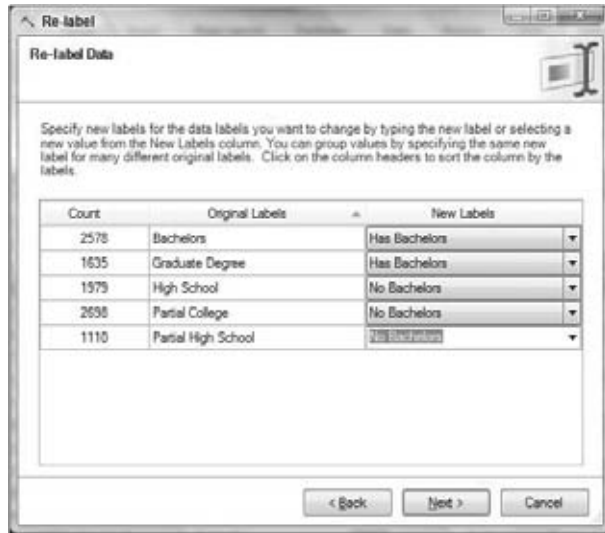 Re-label
Re-label Data
Specify new labels for the data labels you want to change by typing the new label or selecting a
new value from the New Labels column. You can group values by specifying the same new
label for many different original labels. Click on the column headers to sort the column by the
labels.
Count Original Labels New Labels
2578 Bachelors Has Bachelors
1635 Graduate Degree Has Bachelors
1979 High School No Bachelors
2698 Partial College No Bachelors
1110 Partial High School No Bachelors
< Back Next > Cancel